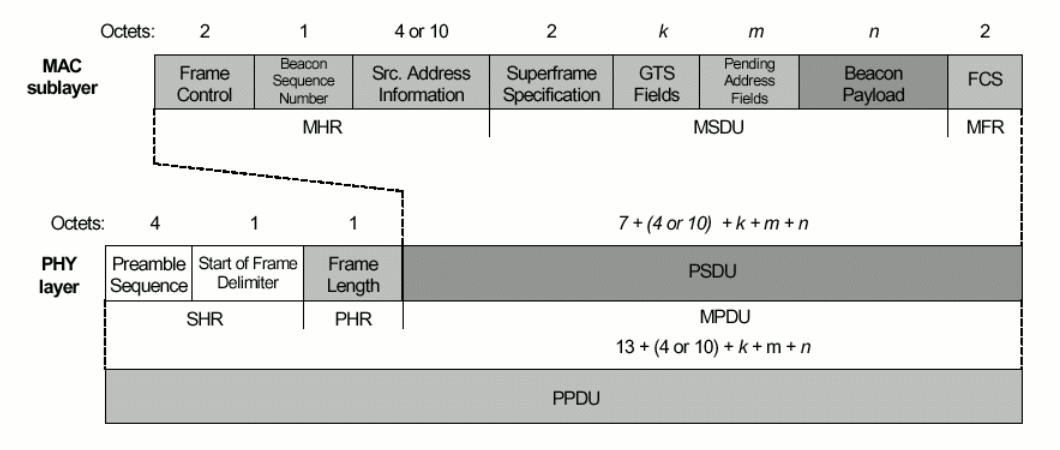 Octets: 2 1 4 or 10 2 k m n 2
MAC
sublayer
Frame
Control
Beacon
Sequence
Number
Src. Address
Information
Superframe
Specification
GTS
Fields
Pending
Address
Fields
Beacon
Payload
FCS
MHR MSDU MFR
Octets: 4 1 1 7 + (4 or 10) + k + m + n
PHY
layer
Preamble
Sequence
Start of Frame
Delimiter
Frame
Length
PSDU
SHR PHR MPDU
13 + (4 or 10) + k + m + n
PPDU